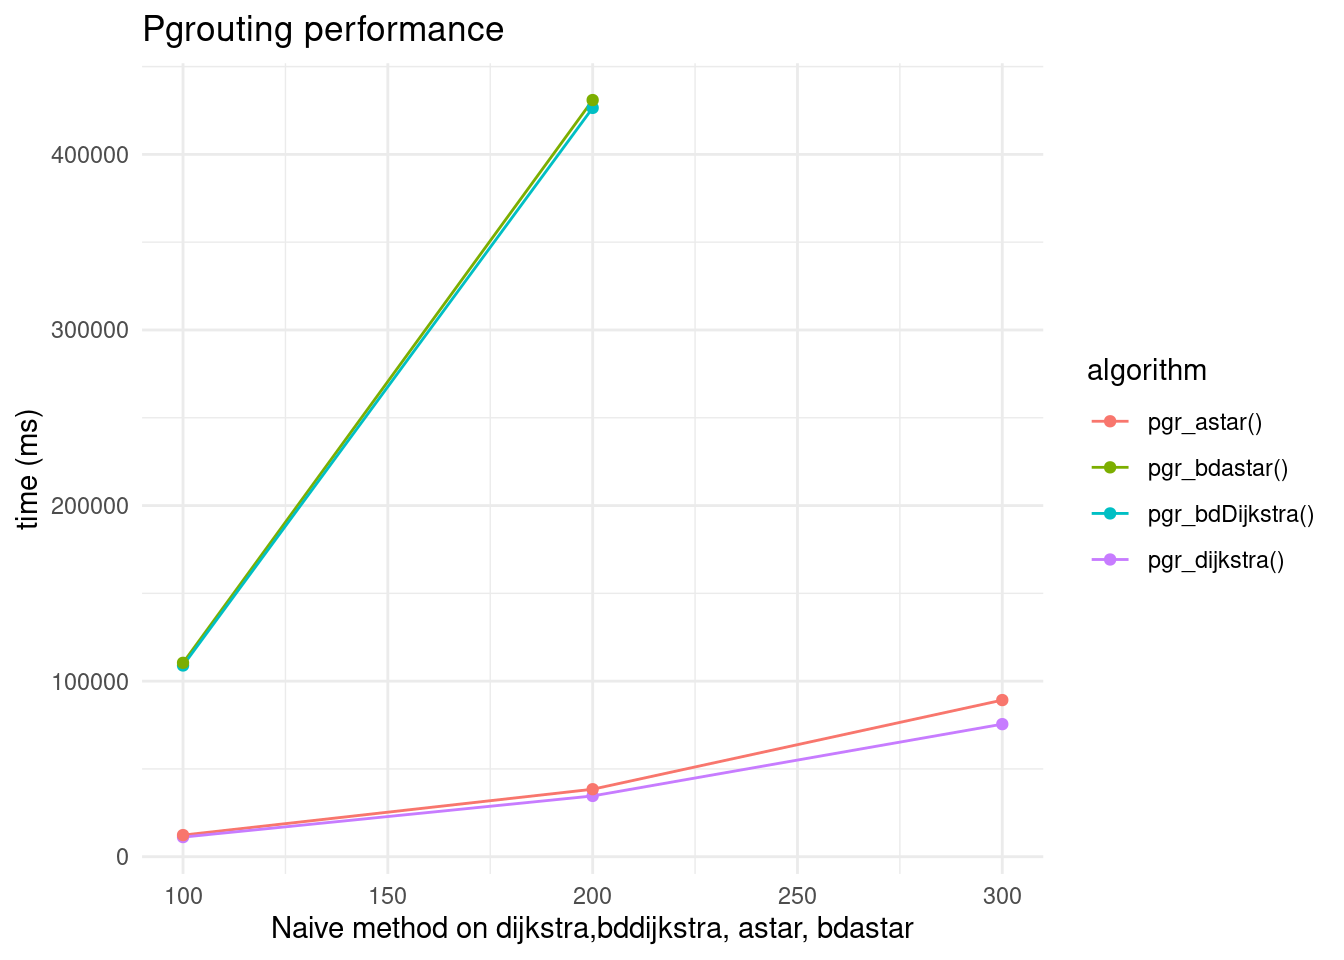 Pgrouting performance
400000
300000
200000
100000
0
time (ms)
100 150 200 250 300
Naive method on dijkstra,bddijkstra, astar, bdastar
algorithm
pgr_astar()
pgr_bdastar()
pgr_bdDijkstra()
pgr_dijkstra()